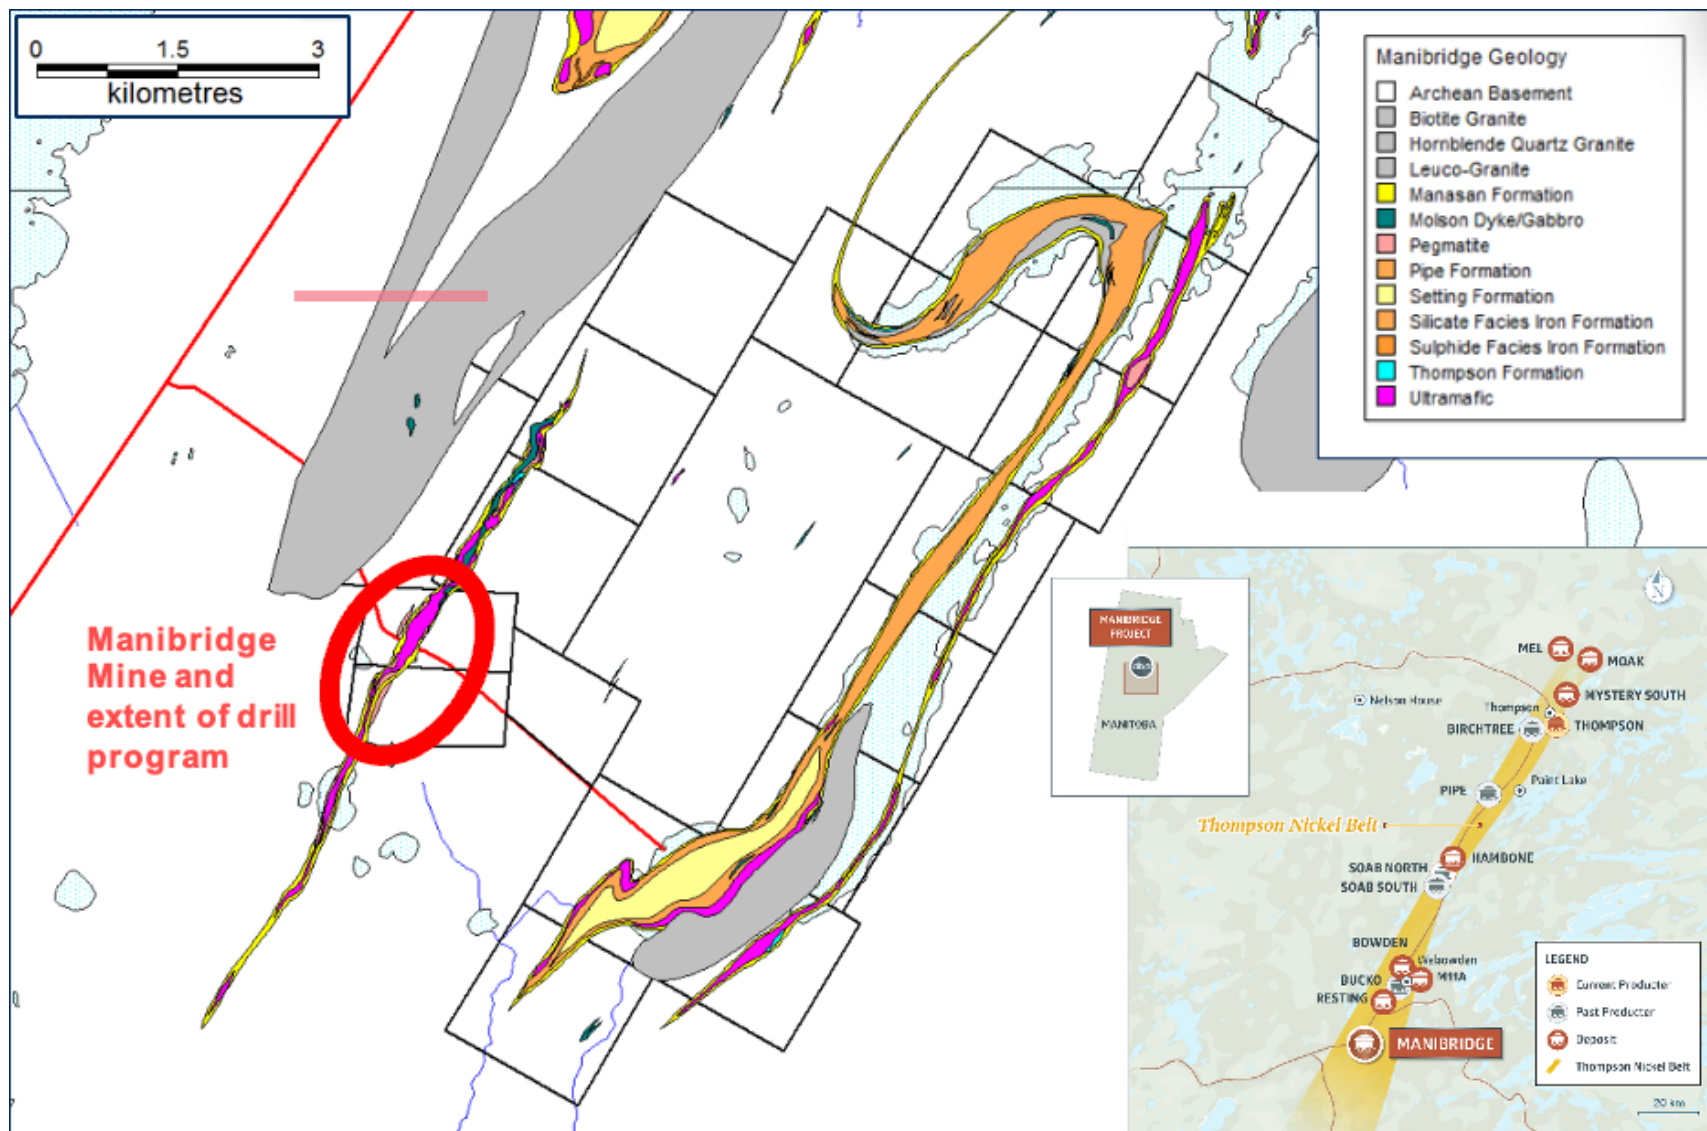 0 1.5 3
kilometres
Manibridge Geology
Archean Basement
Biotite Granite
Hornblende Quartz Granite
Leuco-Granite
Manasan Formation
Molson Dyke/Gabbro
Pegmatite
Pipe Formation
Setting Formation
Silicate Facies Iron Formation
Sulphide Facies Iron Formation
Thompson Formation
Ultramafic
Manibridge
Mine and
extent of drill
program
MANIBRIDGE
PROJECT
MANITOBA
N
MEL
MOAK
Nelson House
MYSTERY SOUTH
Thompson
BIRCHTREE
THOMPSON
PIPE
Paint Lake
Thompson Nickel Belt
HAMBONE
SOAB NORTH
SOAB SOUTH
BOWDEN
BUCKO
RESTING
MANIBRIDGE
LEGEND
Current Producter
Past Producter
Deposit
Thompson Nickel Belt
20 km